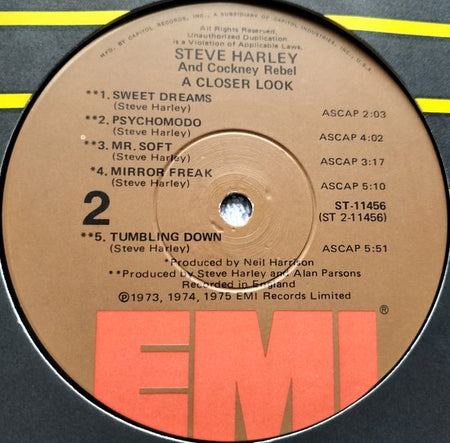 MFG. BY CAPITOL RECORDS, INC., A SUBSIDIARY OF CAPITOL INDUSTRIES, INC., U.S.A.
All Rights Reserved.
Unauthorized Duplication
is a Violation of Applicable Laws.
STEVE HARLEY
And Cockney Rebel
A CLOSER LOOK
**1. SWEET DREAMS
(Steve Harley) ASCAP 2:03
**2. PSYCHOMODO
(Steve Harley) ASCAP 4:02
**3. MR. SOFT
(Steve Harley) ASCAP 3:17
*4. MIRROR FREAK
(Steve Harley) ASCAP 5:10
2
ST-11456
(ST 2-11456)
**5. TUMBLING DOWN
(Steve Harley) ASCAP 5:51
*Produced by Neil Harrison
**Produced by Steve Harley and Alan Parsons
Recorded in England
℗1973, 1974, 1975 EMI Records Limited
EMI®